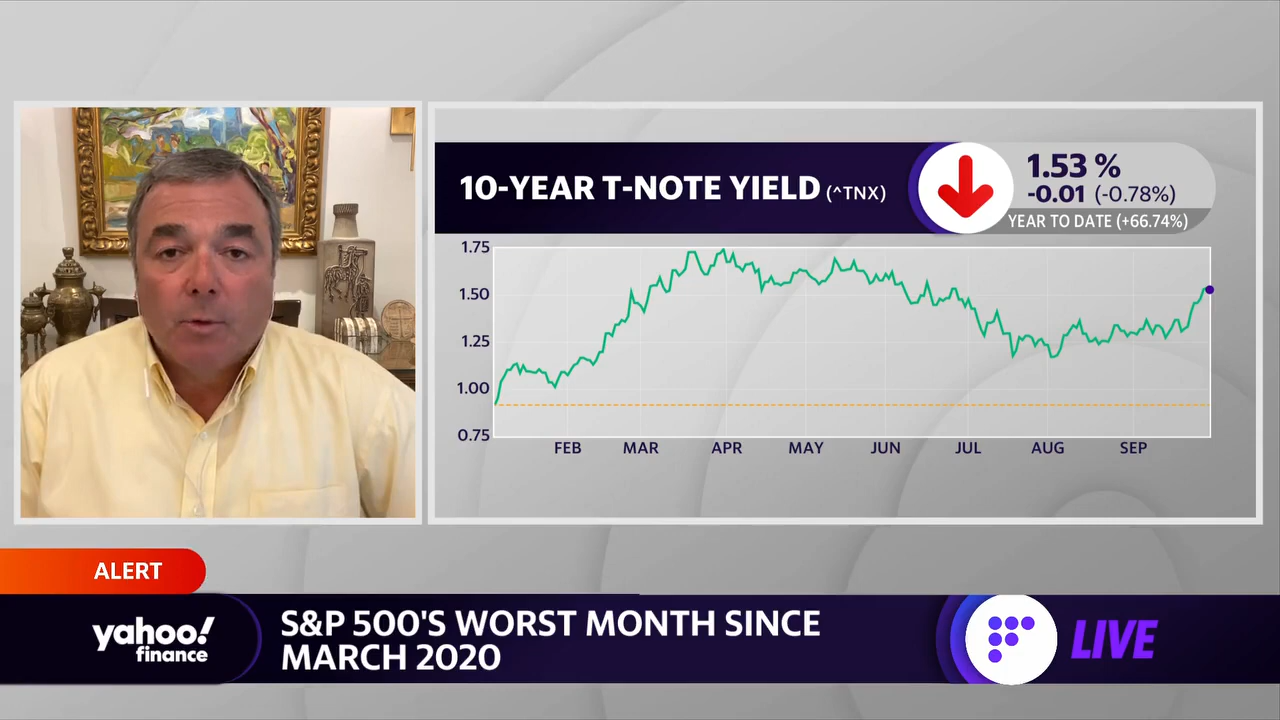 10-YEAR T-NOTE YIELD (^TNX)
1.53 %
-0.01 (-0.78%)
YEAR TO DATE (+66.74%)
1.75
1.50
1.25
1.00
0.75
FEB MAR APR MAY JUN JUL AUG SEP
ALERT
yahoo!
finance
S&P 500'S WORST MONTH SINCE
MARCH 2020
LIVE